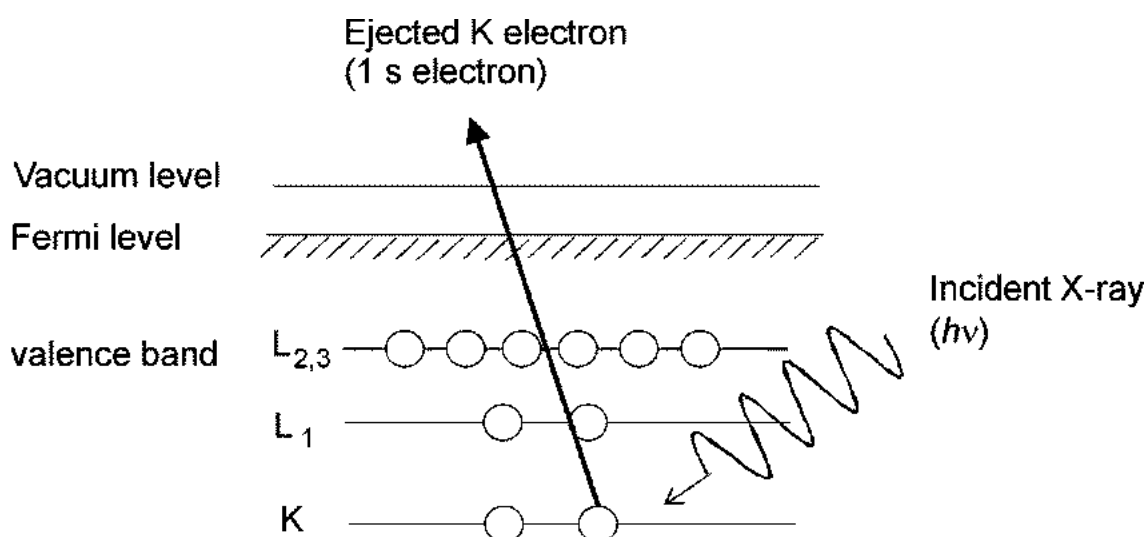 Ejected K electron
(1 s electron)
Vacuum level
Fermi level
Incident X-ray
(hν)
valence band
L2,3
L1
K